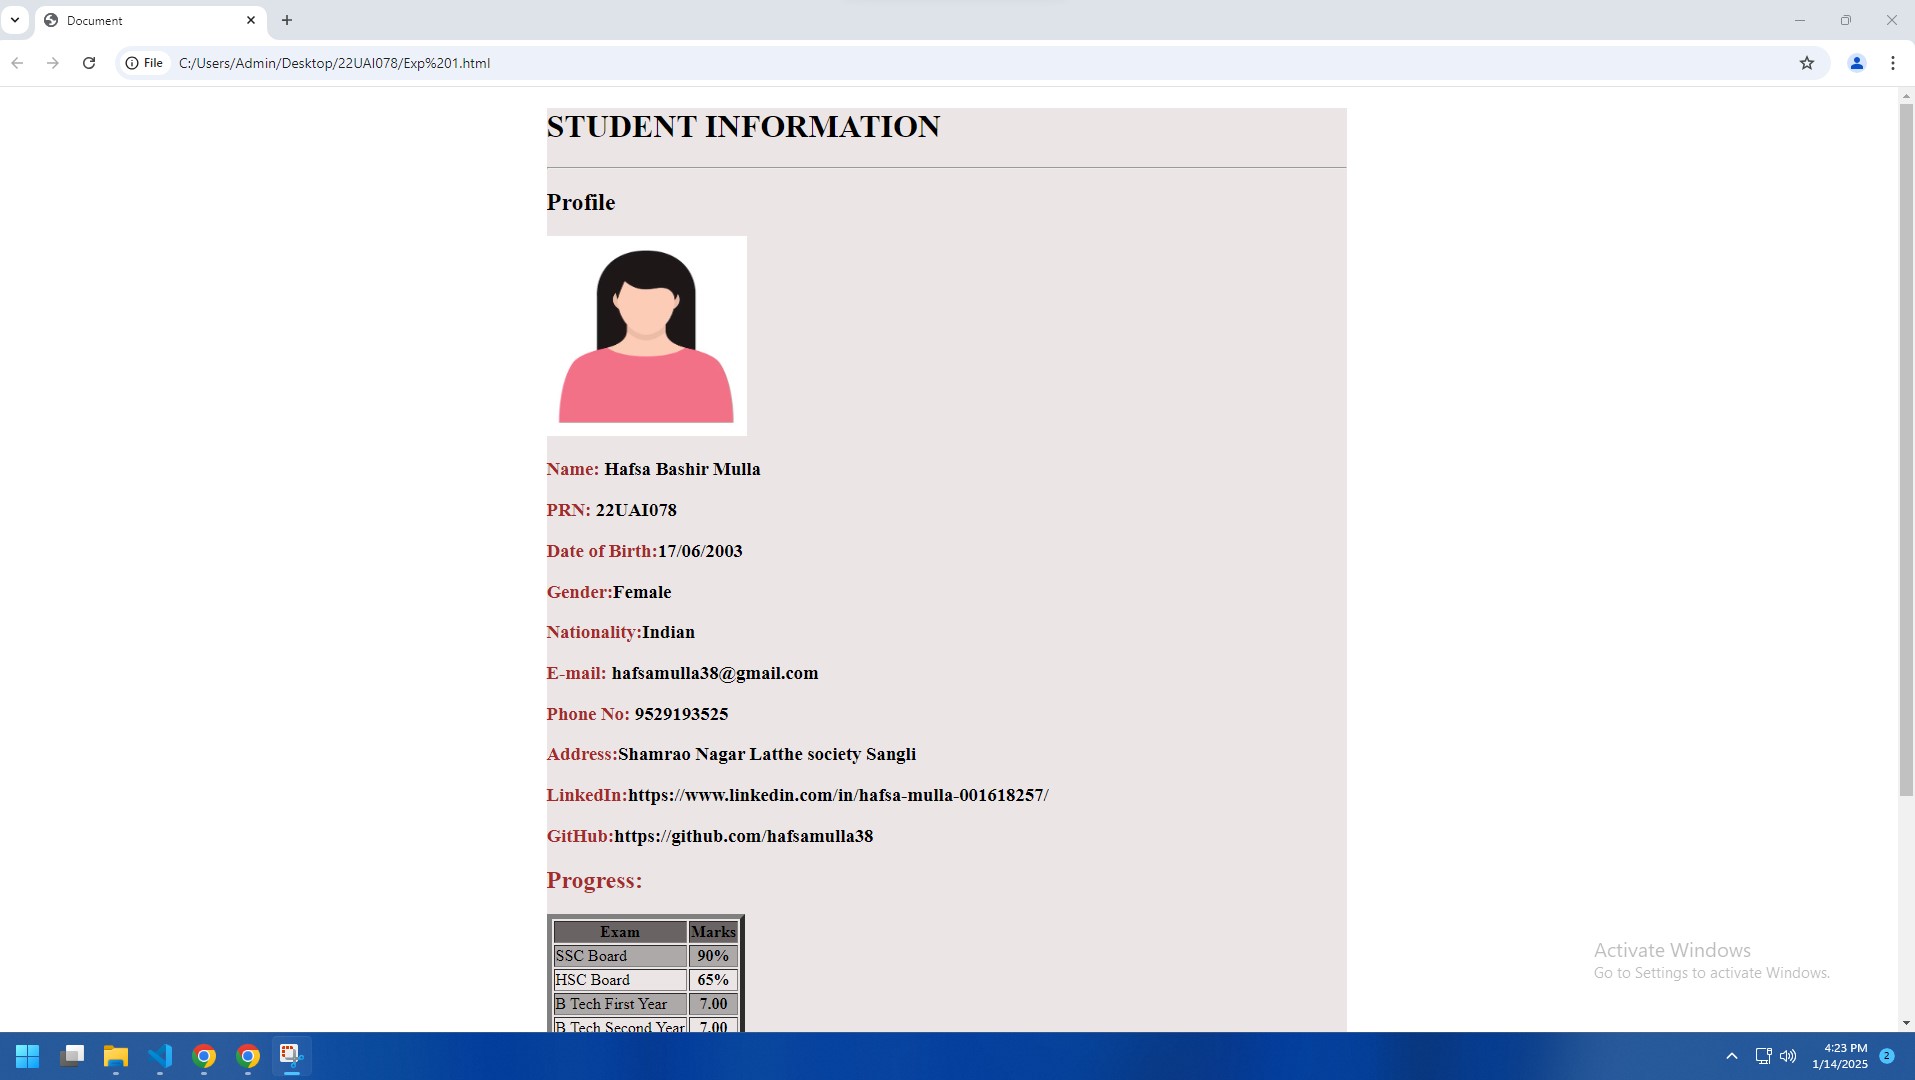 Document
File C:/Users/Admin/Desktop/22UAI078/Exp%201.html
STUDENT INFORMATION
Profile
Name: Hafsa Bashir Mulla
PRN: 22UAI078
Date of Birth:17/06/2003
Gender:Female
Nationality:Indian
E-mail: hafsamulla38@gmail.com
Phone No: 9529193525
Address:Shamrao Nagar Latthe society Sangli
LinkedIn:https://www.linkedin.com/in/hafsa-mulla-001618257/
GitHub:https://github.com/hafsamulla38
Progress:
Exam Marks
SSC Board 90%
HSC Board 65%
B Tech First Year 7.00
B Tech Second Year 7.00
Activate Windows
Go to Settings to activate Windows.
4:23 PM
1/14/2025
2